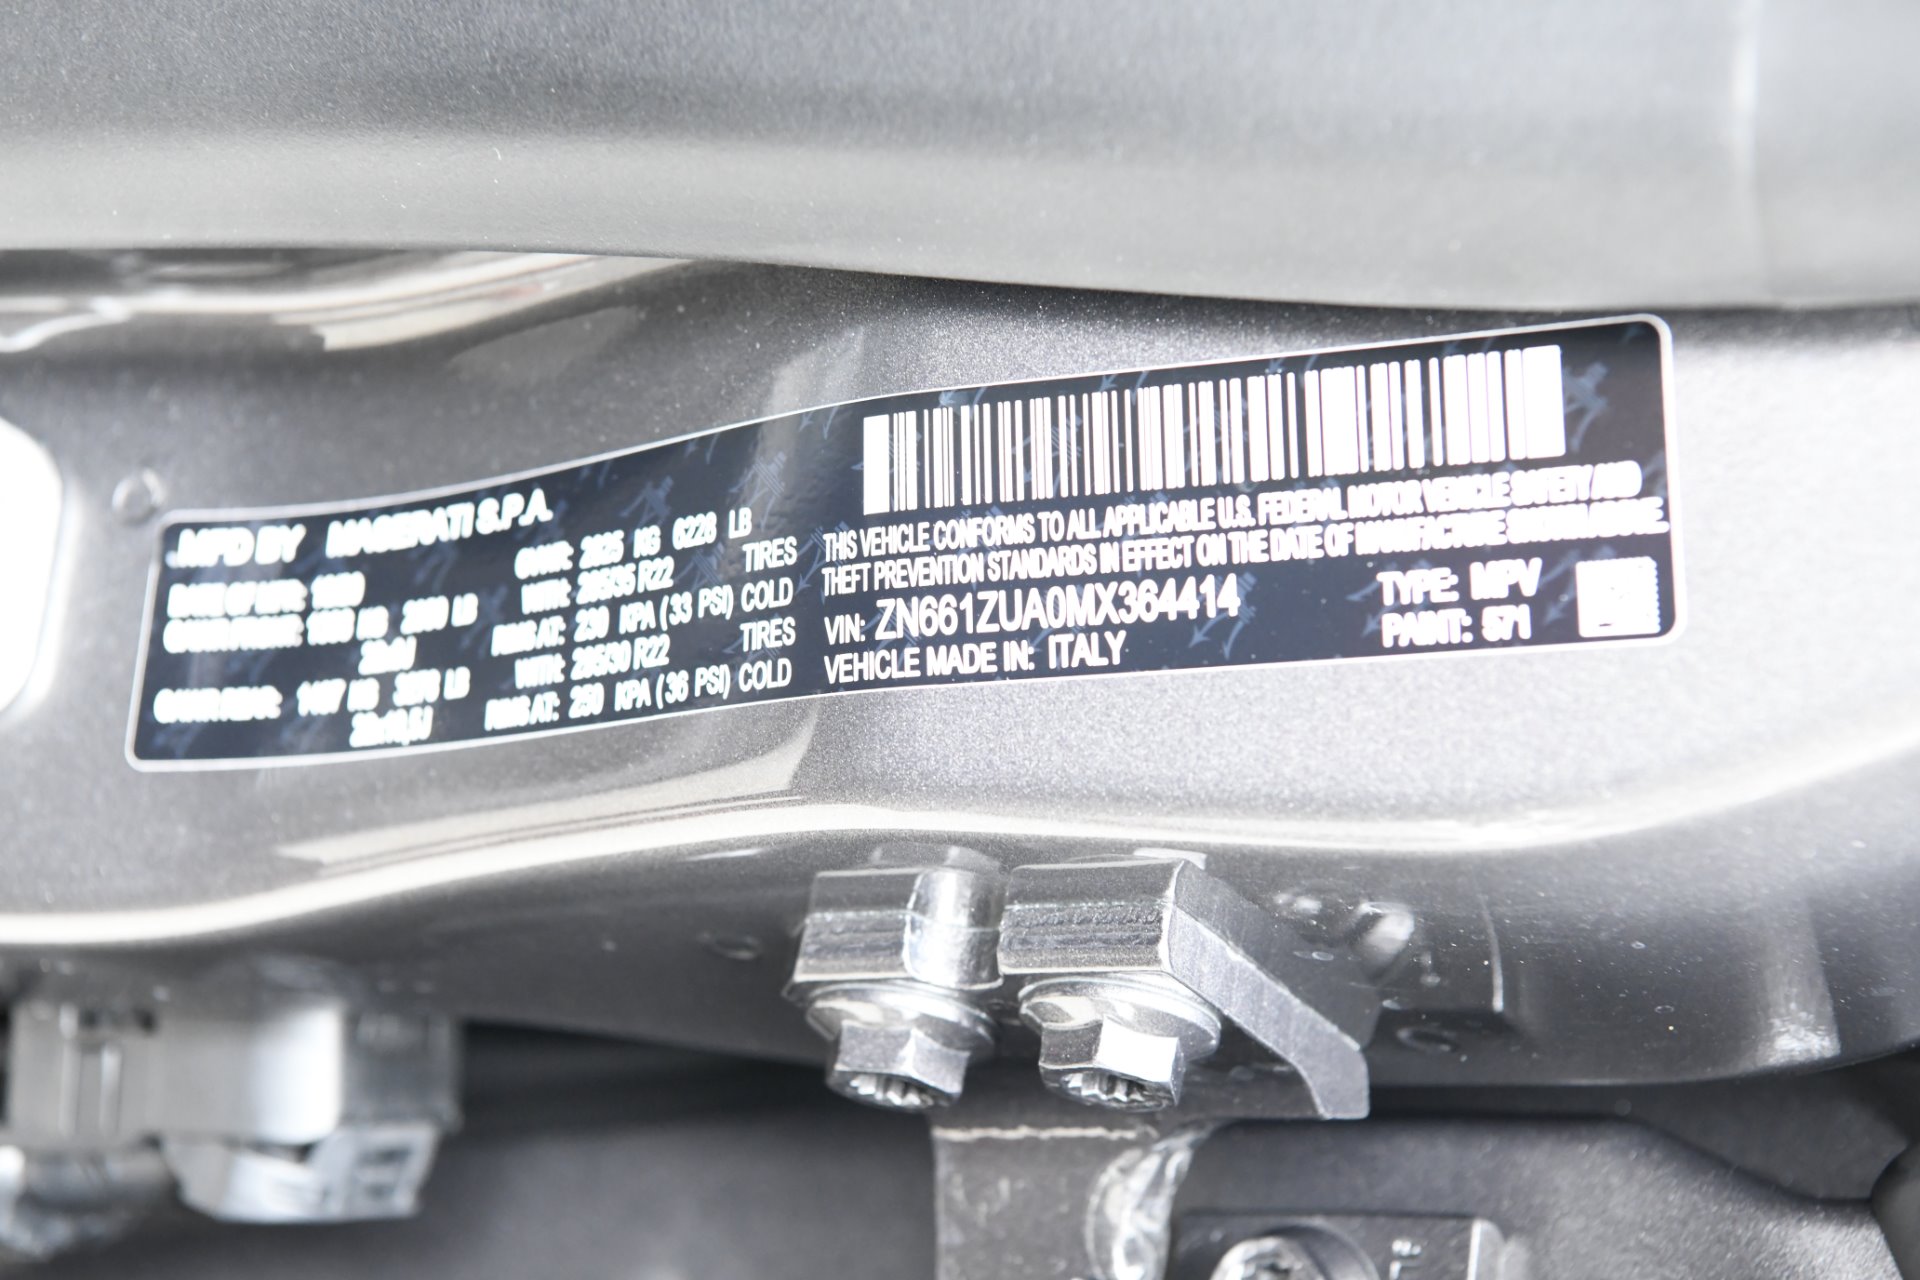 MFD BY MASERATI S.P.A.
GVWR: 2825 KG 6228 LB
WITH: 285/35 R22 TIRES
RIMS AT: 230 KPA (33 PSI) COLD
WITH: 285/30 R22 TIRES
RIMS AT: 250 KPA (36 PSI) COLD
THIS VEHICLE CONFORMS TO ALL APPLICABLE U.S. FEDERAL MOTOR VEHICLE SAFETY AND
THEFT PREVENTION STANDARDS IN EFFECT ON THE DATE OF MANUFACTURE SHOWN ABOVE.
VIN: ZN661ZUA0MX364414
VEHICLE MADE IN: ITALY
TYPE: MPV
PAINT: 571